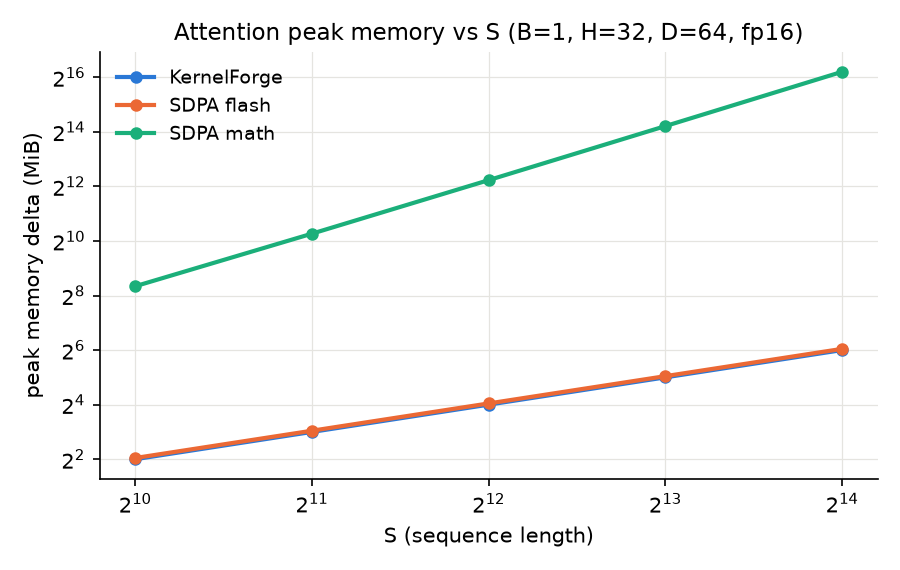 Attention peak memory vs S (B=1, H=32, D=64, fp16)
KernelForge
SDPA flash
SDPA math
peak memory delta (MiB)
2^16
2^14
2^12
2^10
2^8
2^6
2^4
2^2
2^10 2^11 2^12 2^13 2^14
S (sequence length)